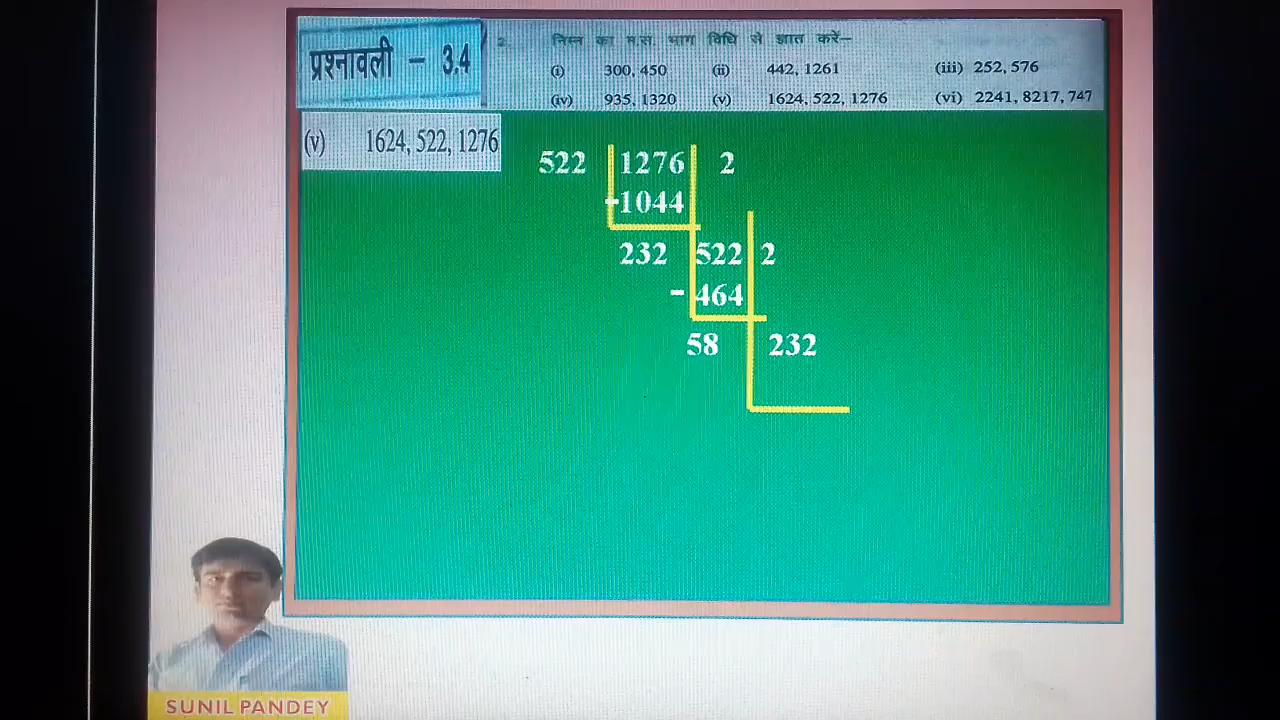 प्रश्नावली – 3.4
2. निम्न का म.स. भाग विधि से ज्ञात करें–
(i) 300, 450 (ii) 442, 1261 (iii) 252, 576
(iv) 935, 1320 (v) 1624, 522, 1276 (vi) 2241, 8217, 747
(v) 1624, 522, 1276
522 1276 2
-1044
232 522 2
- 464
58 232
SUNIL PANDEY